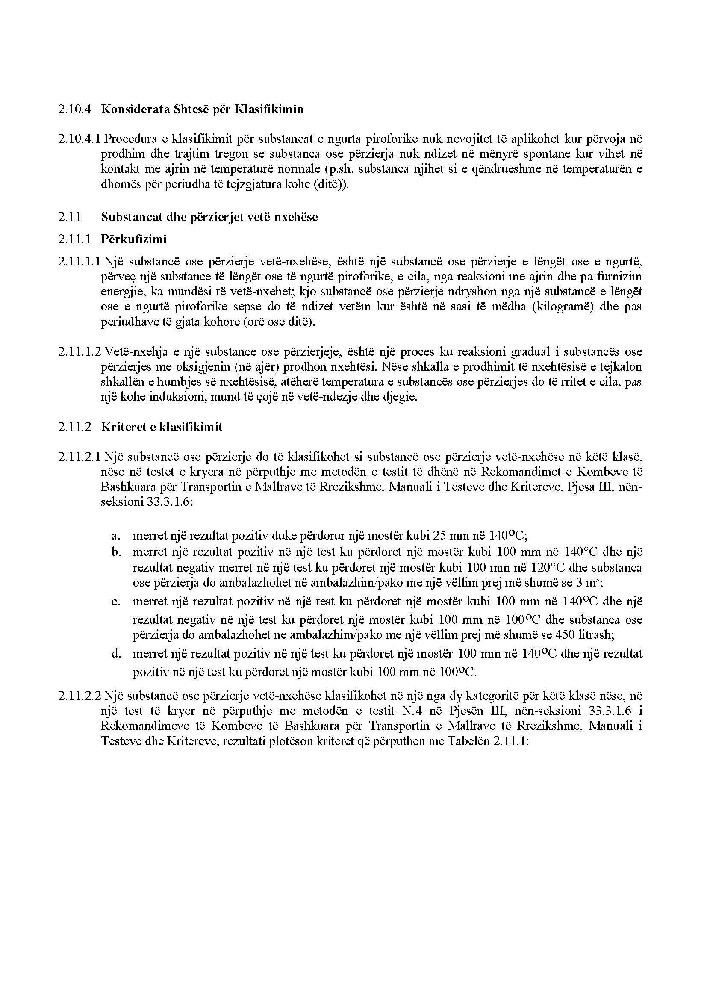 2.10.4 Konsiderata Shtesë për Klasifikimin
2.10.4.1 Procedura e klasifikimit për substancat e ngurta piroforike nuk nevojitet të aplikohet kur përvoja në
prodhim dhe trajtim tregon se substanca ose përzierja nuk ndizet në mënyrë spontane kur vihet në
kontakt me ajrin në temperaturë normale (p.sh. substanca njihet si e qëndrueshme në temperaturën e
dhomës për periudha të tejzgjatura kohe (ditë)).
2.11 Substancat dhe përzierjet vetë-nxehëse
2.11.1 Përkufizimi
2.11.1.1 Një substancë ose përzierje vetë-nxehëse, është një substancë ose përzierje e lëngët ose e ngurtë,
përveç një substance të lëngët ose të ngurtë piroforike, e cila, nga reaksioni me ajrin dhe pa furnizim
energjie, ka mundësi të vetë-nxehet; kjo substancë ose përzierje ndryshon nga një substancë e lëngët
ose e ngurtë piroforike sepse do të ndizet vetëm kur është në sasi të mëdha (kilogramë) dhe pas
periudhave të gjata kohore (orë ose ditë).
2.11.1.2 Vetë-nxehja e një substance ose përzierjeje, është një proces ku reaksioni gradual i substancës ose
përzierjes me oksigjenin (në ajër) prodhon nxehtësi. Nëse shkalla e prodhimit të nxehtësisë e tejkalon
shkallën e humbjes së nxehtësisë, atëherë temperatura e substancës ose përzierjes do të rritet e cila, pas
një kohe induksioni, mund të çojë në vetë-ndezje dhe djegie.
2.11.2 Kriteret e klasifikimit
2.11.2.1 Një substancë ose përzierje do të klasifikohet si substancë ose përzierje vetë-nxehëse në këtë klasë,
nëse në testet e kryera në përputhje me metodën e testit të dhënë në Rekomandimet e Kombeve të
Bashkuara për Transportin e Mallrave të Rrezikshme, Manuali i Testeve dhe Kritereve, Pjesa III, nën-
seksioni 33.3.1.6:
a. merret një rezultat pozitiv duke përdorur një mostër kubi 25 mm në 140⁰C;
b. merret një rezultat pozitiv në një test ku përdoret një mostër kubi 100 mm në 140°C dhe një
rezultat negativ merret në një test ku përdoret një mostër kubi 100 mm në 120°C dhe substanca
ose përzierja do ambalazhohet në ambalazhim/pako me një vëllim prej më shumë se 3 m³;
c. merret një rezultat pozitiv në një test ku përdoret një mostër kubi 100 mm në 140⁰C dhe një
rezultat negativ në një test ku përdoret një mostër kubi 100 mm në 100⁰C dhe substanca ose
përzierja do ambalazhohet ne ambalazhim/pako me një vëllim prej më shumë se 450 litrash;
d. merret një rezultat pozitiv në një test ku përdoret një mostër 100 mm në 140⁰C dhe një rezultat
pozitiv në një test ku përdoret një mostër kubi 100 mm në 100⁰C.
2.11.2.2 Një substancë ose përzierje vetë-nxehëse klasifikohet në një nga dy kategoritë për këtë klasë nëse, në
një test të kryer në përputhje me metodën e testit N.4 në Pjesën III, nën-seksioni 33.3.1.6 i
Rekomandimeve të Kombeve të Bashkuara për Transportin e Mallrave të Rrezikshme, Manuali i
Testeve dhe Kritereve, rezultati plotëson kriteret që përputhen me Tabelën 2.11.1: